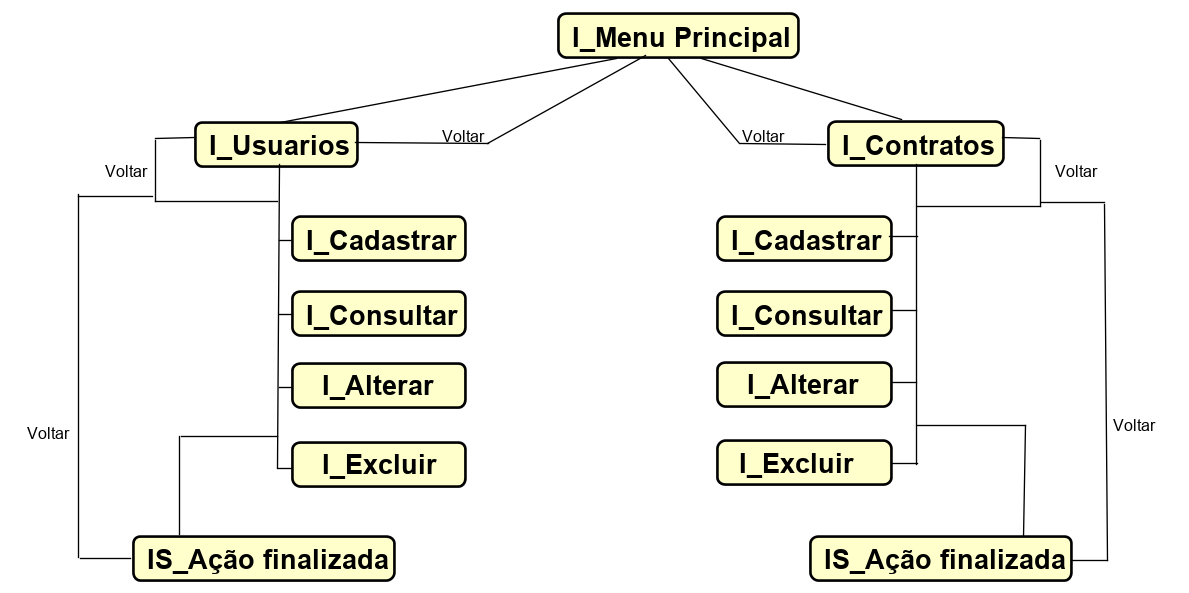 I_Menu Principal
Voltar
Voltar
I_Usuarios
I_Contratos
Voltar
Voltar
I_Cadastrar
I_Cadastrar
I_Consultar
I_Consultar
I_Alterar
I_Alterar
Voltar
Voltar
I_Excluir
I_Excluir
IS_Ação finalizada
IS_Ação finalizada